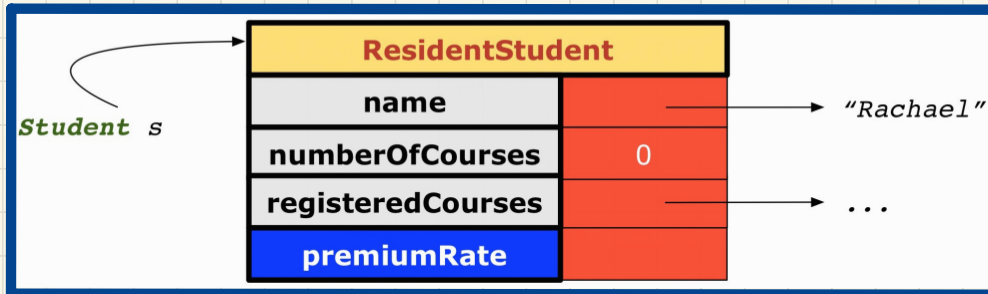 ResidentStudent
name
“Rachael”
Student s
numberOfCourses 0
registeredCourses
...
premiumRate